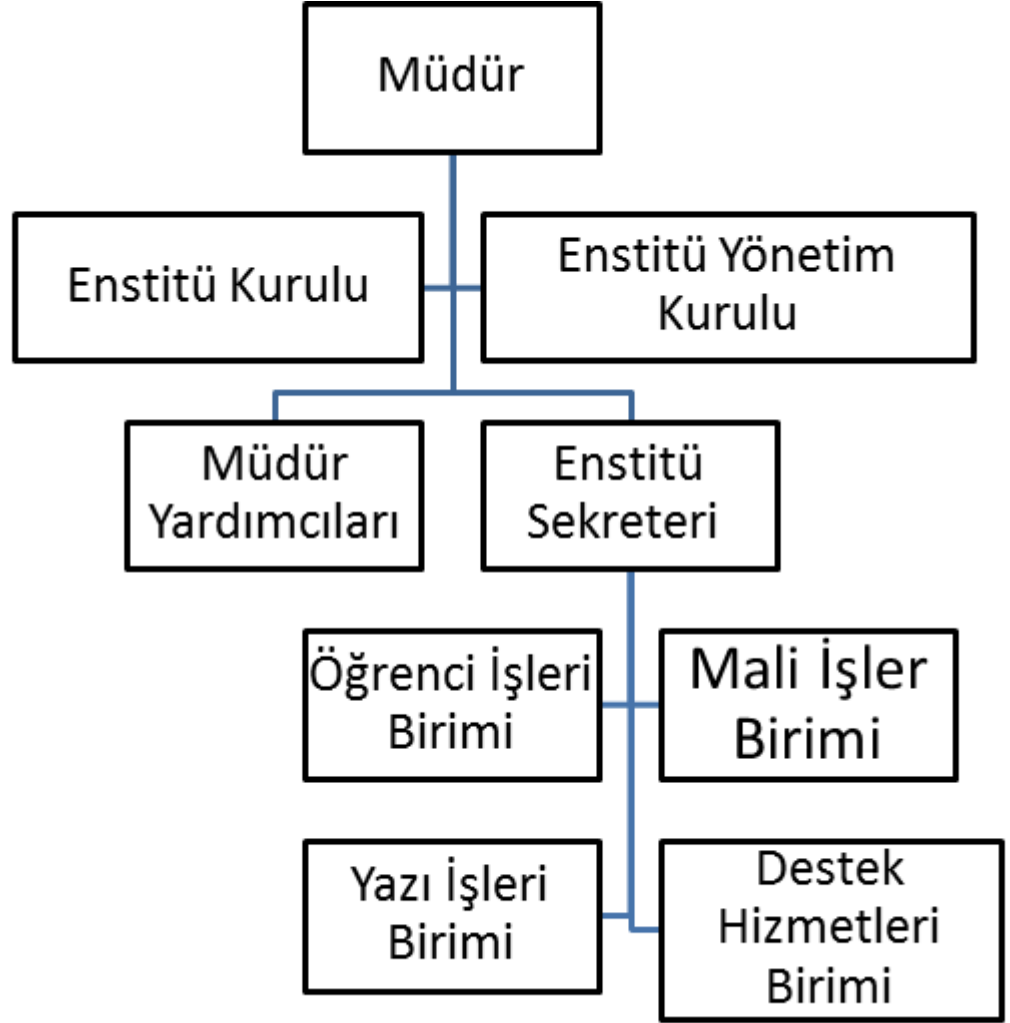 Müdür
Enstitü Kurulu
Enstitü Yönetim
Kurulu
Müdür
Yardımcıları
Enstitü
Sekreteri
Öğrenci İşleri
Birimi
Mali İşler
Birimi
Yazı İşleri
Birimi
Destek
Hizmetleri
Birimi